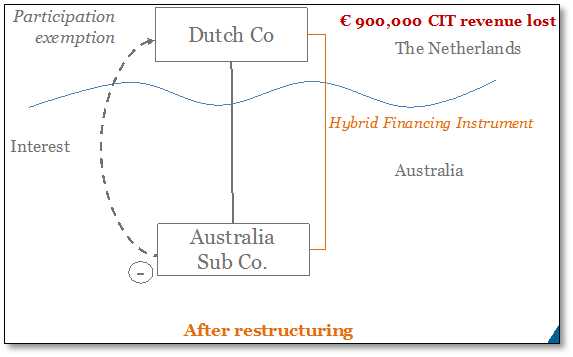 Participation
exemption
Dutch Co
€ 900,000 CIT revenue lost
The Netherlands
Hybrid Financing Instrument
Interest
Australia
Australia
Sub Co.
-
After restructuring